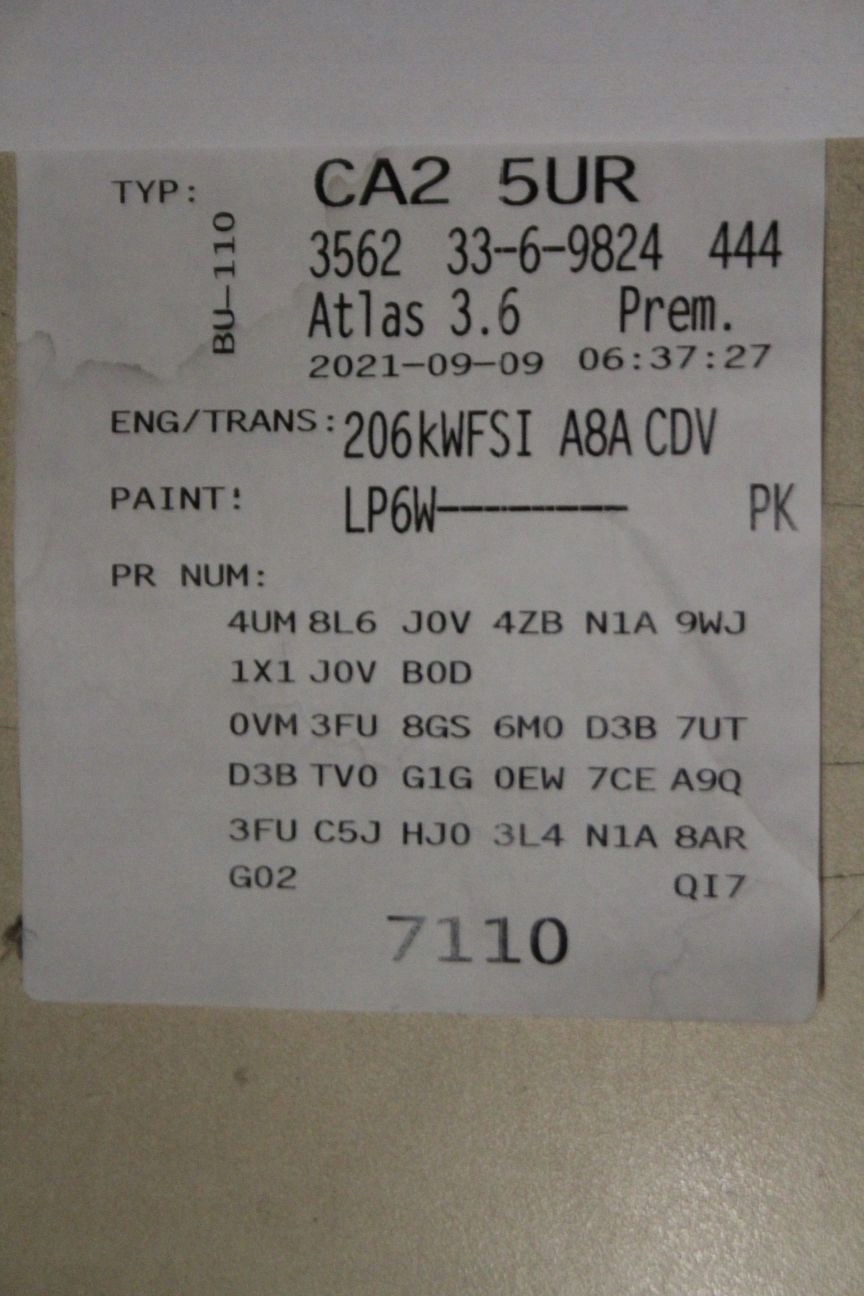 TYP: CA2 5UR
BU-110
3562 33-6-9824 444
Atlas 3.6 Prem.
2021-09-09 06:37:27
ENG/TRANS: 206kWFSI A8A CDV
PAINT: LP6W--------- PK
PR NUM:
4UM 8L6 J0V 4ZB N1A 9WJ
1X1 J0V B0D
0VM 3FU 8GS 6M0 D3B 7UT
D3B TV0 G1G 0EW 7CE A9Q
3FU C5J HJ0 3L4 N1A 8AR
G02 QI7
7110